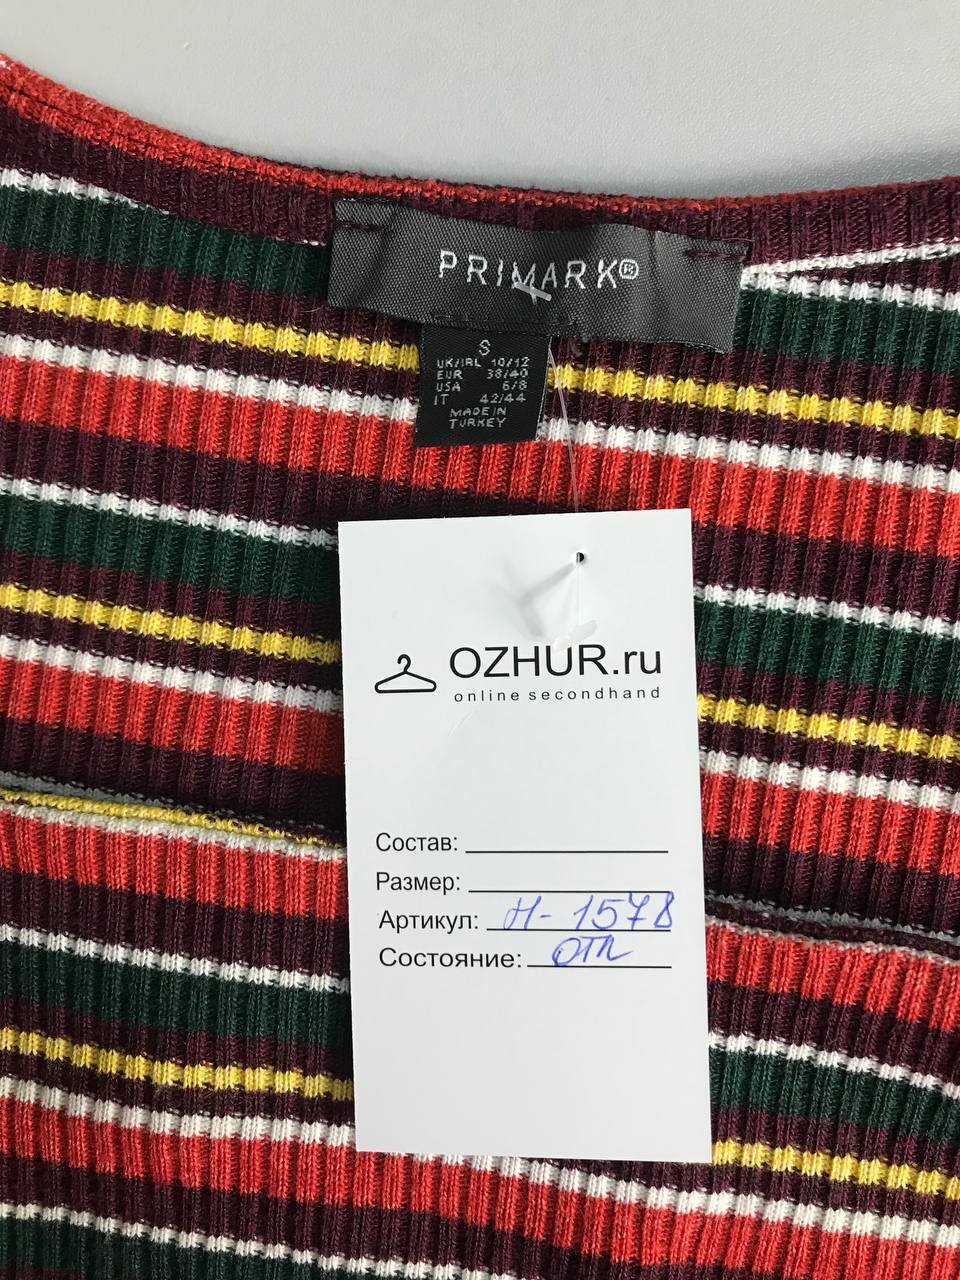 PRIMARK®
S
UK/IRL 10/12
EUR 38/40
USA 6/8
IT 42/44
MADE IN
TURKEY
OZHUR.ru
online secondhand
Состав:
Размер:
Артикул: Н-1578
Состояние: отл